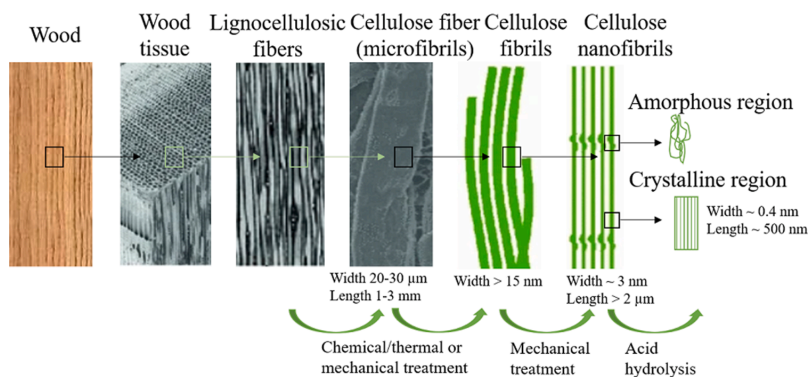 Wood
Wood
tissue
Lignocellulosic
fibers
Cellulose fiber
(microfibrils)
Cellulose
fibrils
Cellulose
nanofibrils
Amorphous region
Crystalline region
Width ~ 0.4 nm
Length ~ 500 nm
Width 20-30 µm
Length 1-3 mm
Width > 15 nm
Width ~ 3 nm
Length > 2 µm
Chemical/thermal or
mechanical treatment
Mechanical
treatment
Acid
hydrolysis